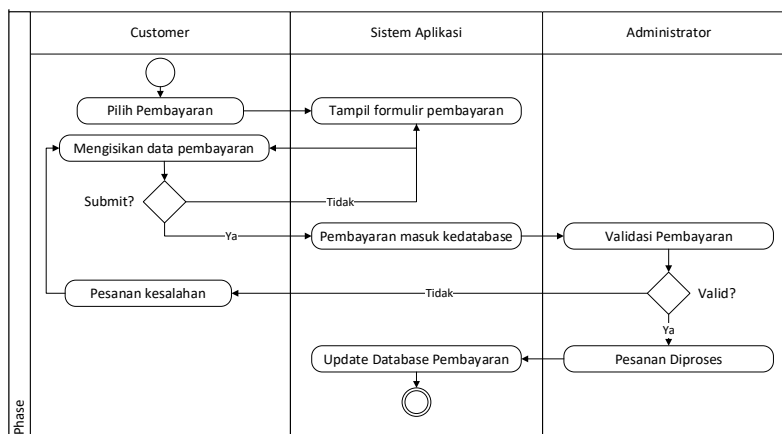 Customer
Sistem Aplikasi
Administrator
Pilih Pembayaran
Tampil formulir pembayaran
Mengisikan data pembayaran
Submit?
Tidak
Ya
Pembayaran masuk kedatabase
Validasi Pembayaran
Pesanan kesalahan
Tidak
Valid?
Ya
Update Database Pembayaran
Pesanan Diproses
Phase